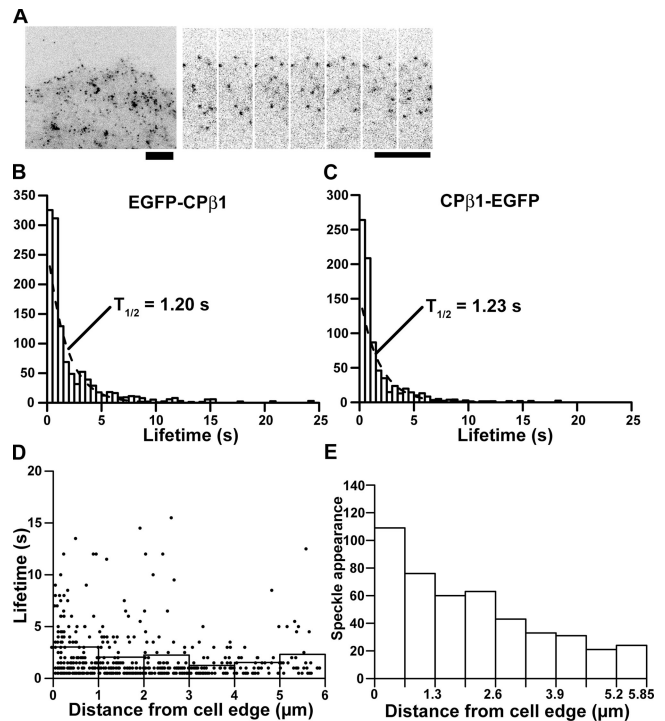 A
B
EGFP-CPβ1
350
300
250
200
150
100
50
0
T1/2 = 1.20 s
0 5 10 15 20 25
Lifetime (s)
C
CPβ1-EGFP
300
250
200
150
100
50
0
T1/2 = 1.23 s
0 5 10 15 20 25
Lifetime (s)
D
20
15
10
5
0
Lifetime (s)
0 1 2 3 4 5 6
Distance from cell edge (µm)
E
140
120
100
80
60
40
20
0
Speckle appearance
0 1.3 2.6 3.9 5.2 5.85
Distance from cell edge (µm)